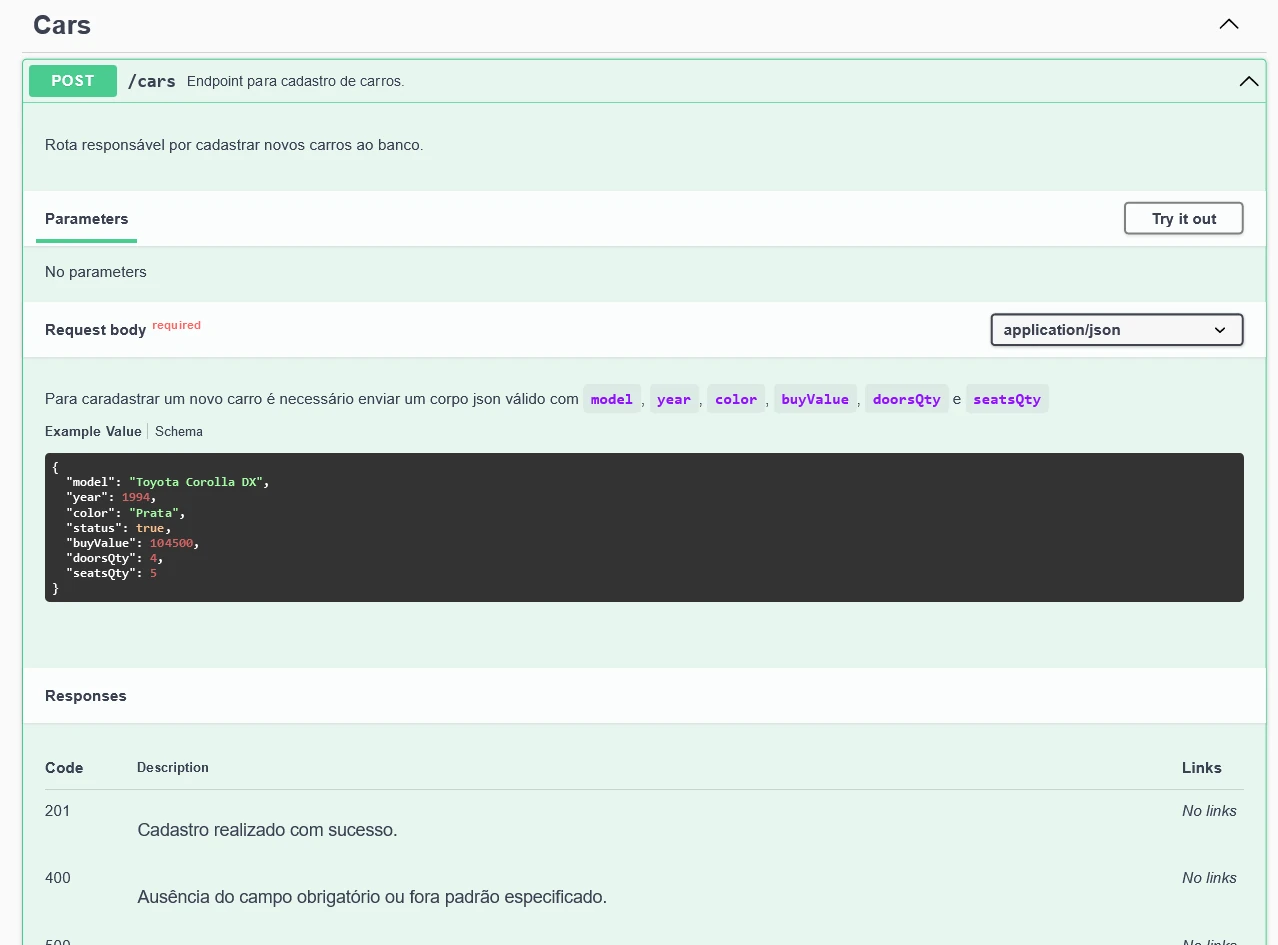 Cars
POST /cars Endpoint para cadastro de carros.
Rota responsável por cadastrar novos carros ao banco.
Parameters Try it out
No parameters
Request body required application/json
Para caradastrar um novo carro é necessário enviar um corpo json válido com model, year, color, buyValue, doorsQty e seatsQty
Example Value Schema
{
"model": "Toyota Corolla DX",
"year": 1994,
"color": "Prata",
"status": true,
"buyValue": 104500,
"doorsQty": 4,
"seatsQty": 5
}
Responses
Code Description Links
201 No links
Cadastro realizado com sucesso.
400 No links
Ausência do campo obrigatório ou fora padrão especificado.
500 No links